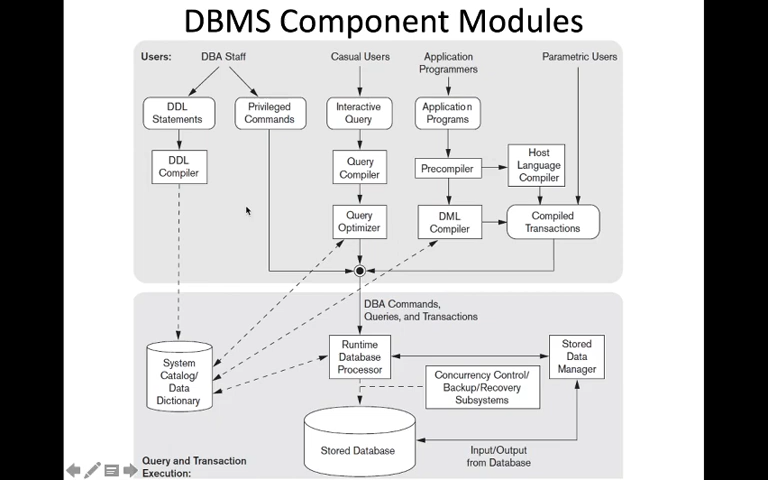 DBMS Component Modules
Users:
DBA Staff
Casual Users
Application
Programmers
Parametric Users
DDL
Statements
Privileged
Commands
Interactive
Query
Application
Programs
DDL
Compiler
Query
Compiler
Precompiler
Host
Language
Compiler
Query
Optimizer
DML
Compiler
Compiled
Transactions
DBA Commands,
Queries, and Transactions
System
Catalog/
Data
Dictionary
Runtime
Database
Processor
Stored
Data
Manager
Concurrency Control/
Backup/Recovery
Subsystems
Stored Database
Input/Output
from Database
Query and Transaction
Execution: